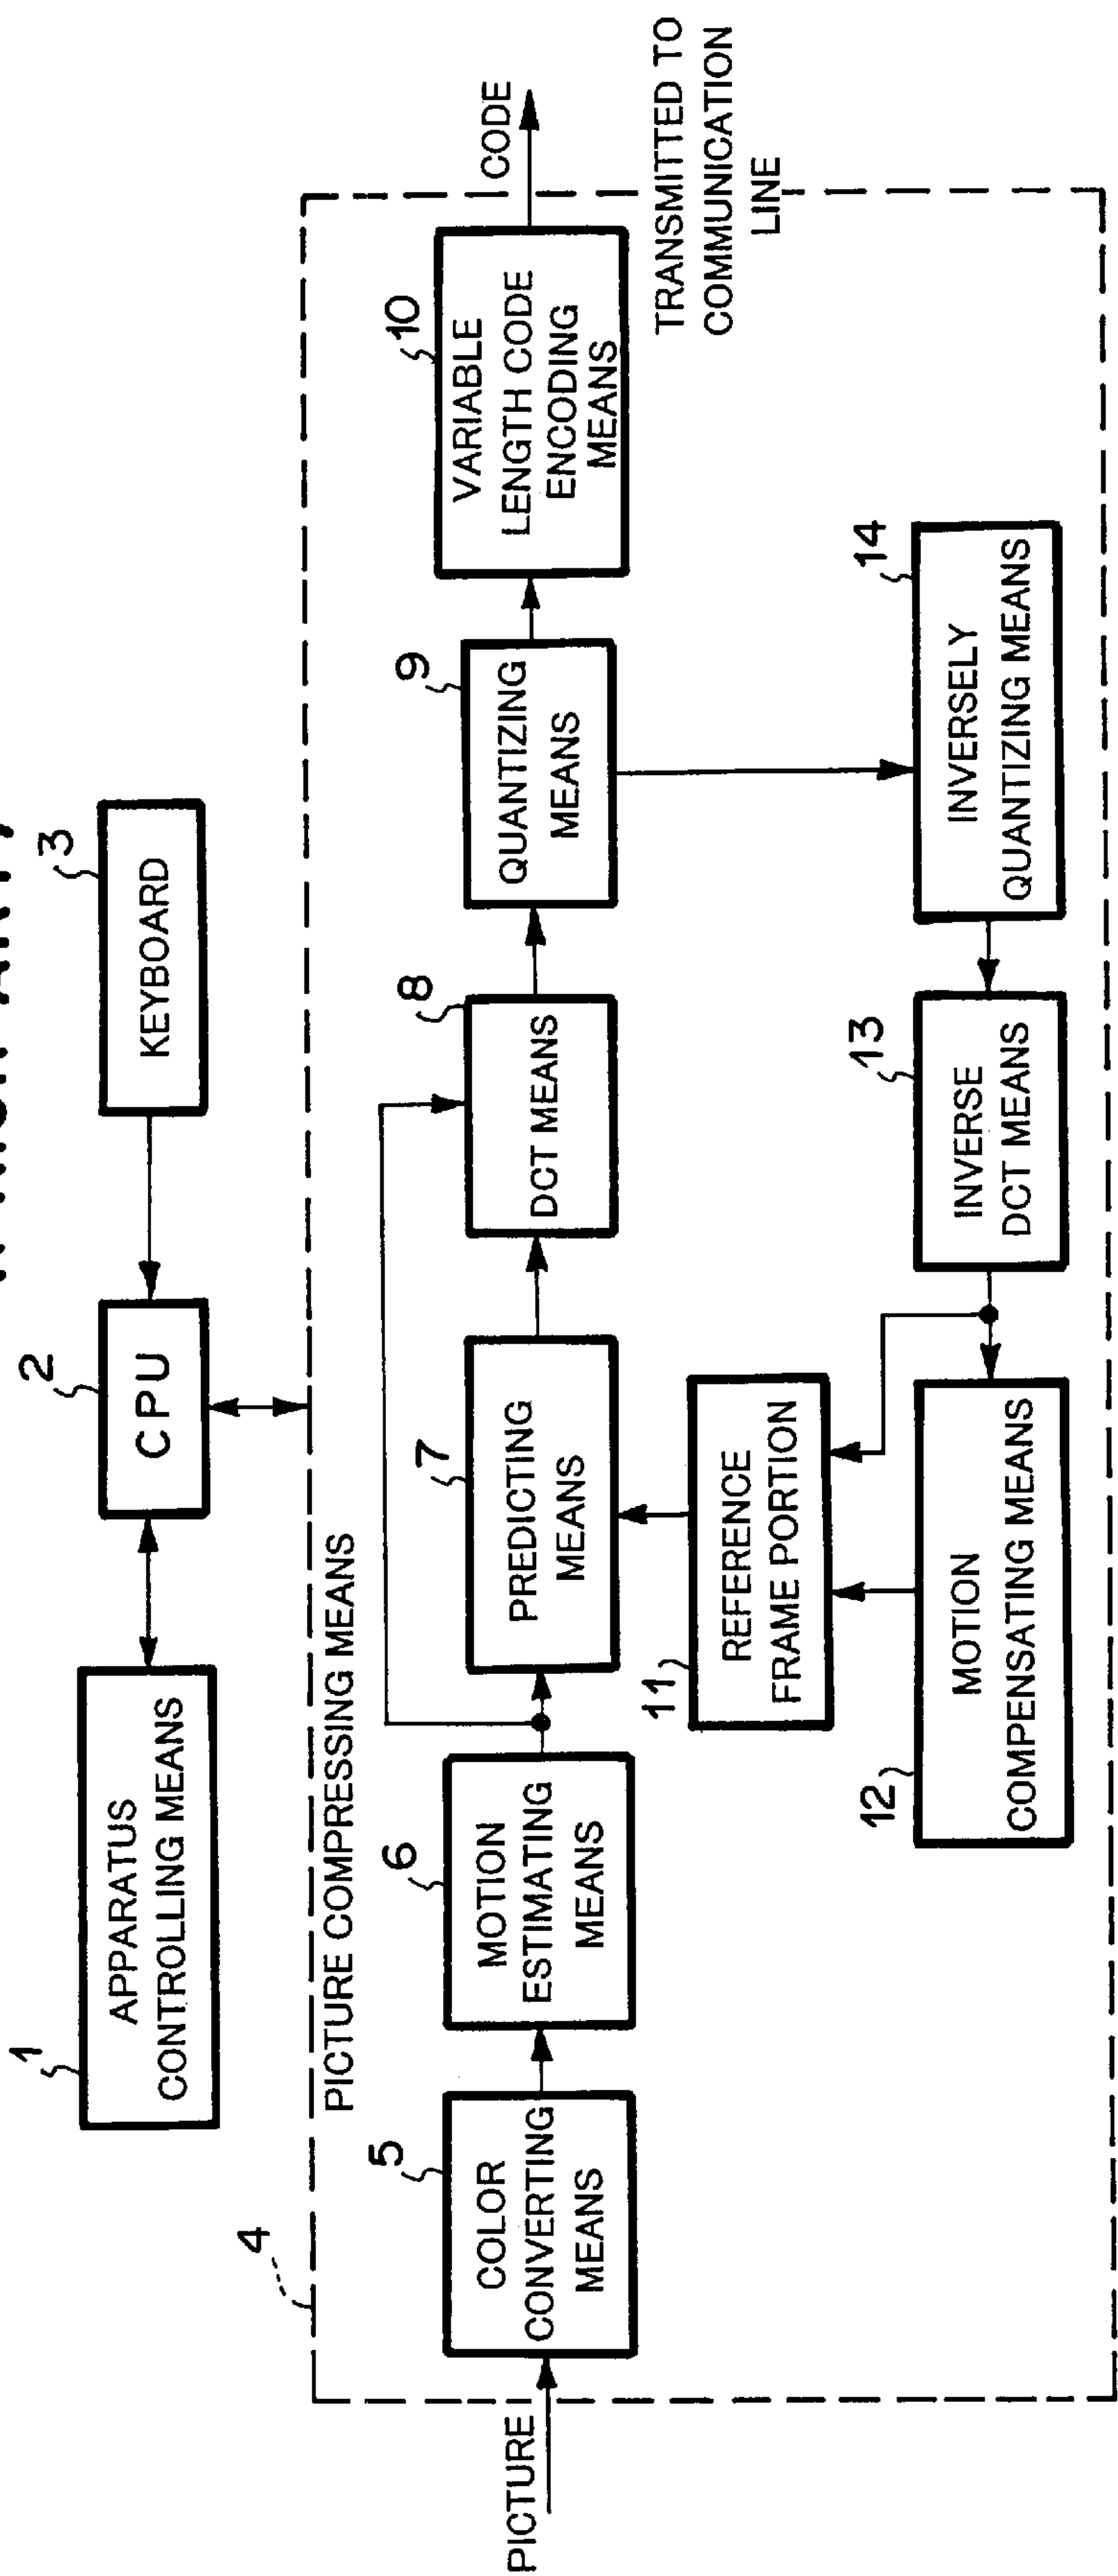 1
APPARATUS
CONTROLLING MEANS
2
CPU
3
KEYBOARD
4
PICTURE COMPRESSING MEANS
PICTURE
5
COLOR
CONVERTING
MEANS
6
MOTION
ESTIMATING
MEANS
7
PREDICTING
MEANS
8
DCT MEANS
9
QUANTIZING
MEANS
10
VARIABLE
LENGTH CODE
ENCODING
MEANS
CODE
TRANSMITTED TO
COMMUNICATION
LINE
11
REFERENCE
FRAME PORTION
12
MOTION
COMPENSATING MEANS
13
INVERSE
DCT MEANS
14
INVERSELY
QUANTIZING MEANS